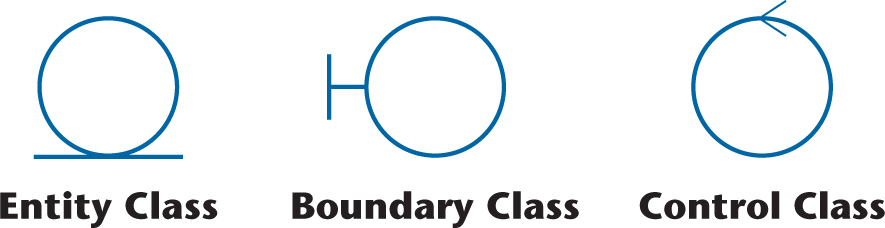 Entity Class
Boundary Class
Control Class